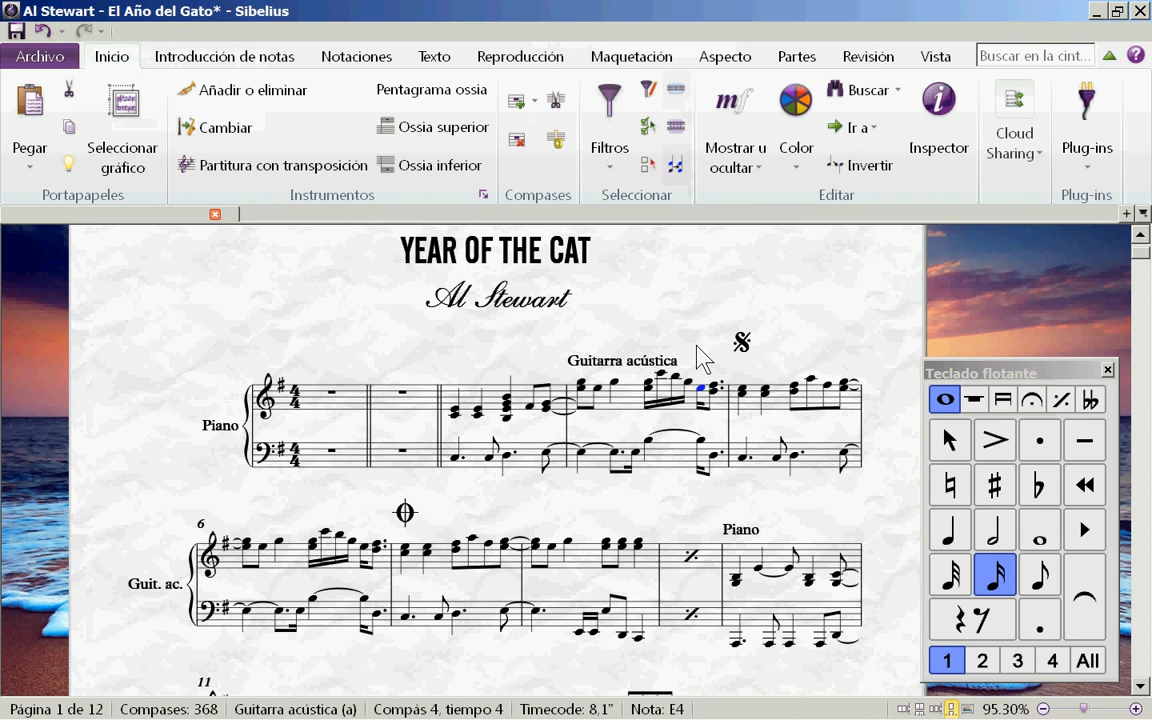 Al Stewart - El Año del Gato* - Sibelius
Archivo Inicio Introducción de notas Notaciones Texto Reproducción Maquetación Aspecto Partes Revisión Vista Buscar en la cint...
Pegar
Seleccionar gráfico
Portapapeles
Añadir o eliminar
Cambiar
Partitura con transposición
Pentagrama ossia
Ossia superior
Ossia inferior
Instrumentos
Compases
Filtros
Seleccionar
Mostrar u ocultar
Color
Buscar
Ir a
Invertir
Inspector
Editar
Cloud Sharing
Plug-ins
Plug-ins
YEAR OF THE CAT
Al Stewart
Guitarra acústica
Piano
6
Guit. ac.
Piano
11
Teclado flotante
1 2 3 4 All
Página 1 de 12 Compases: 368 Guitarra acústica (a) Compás 4, tiempo 4 Timecode: 8,1" Nota: E4 95.30%